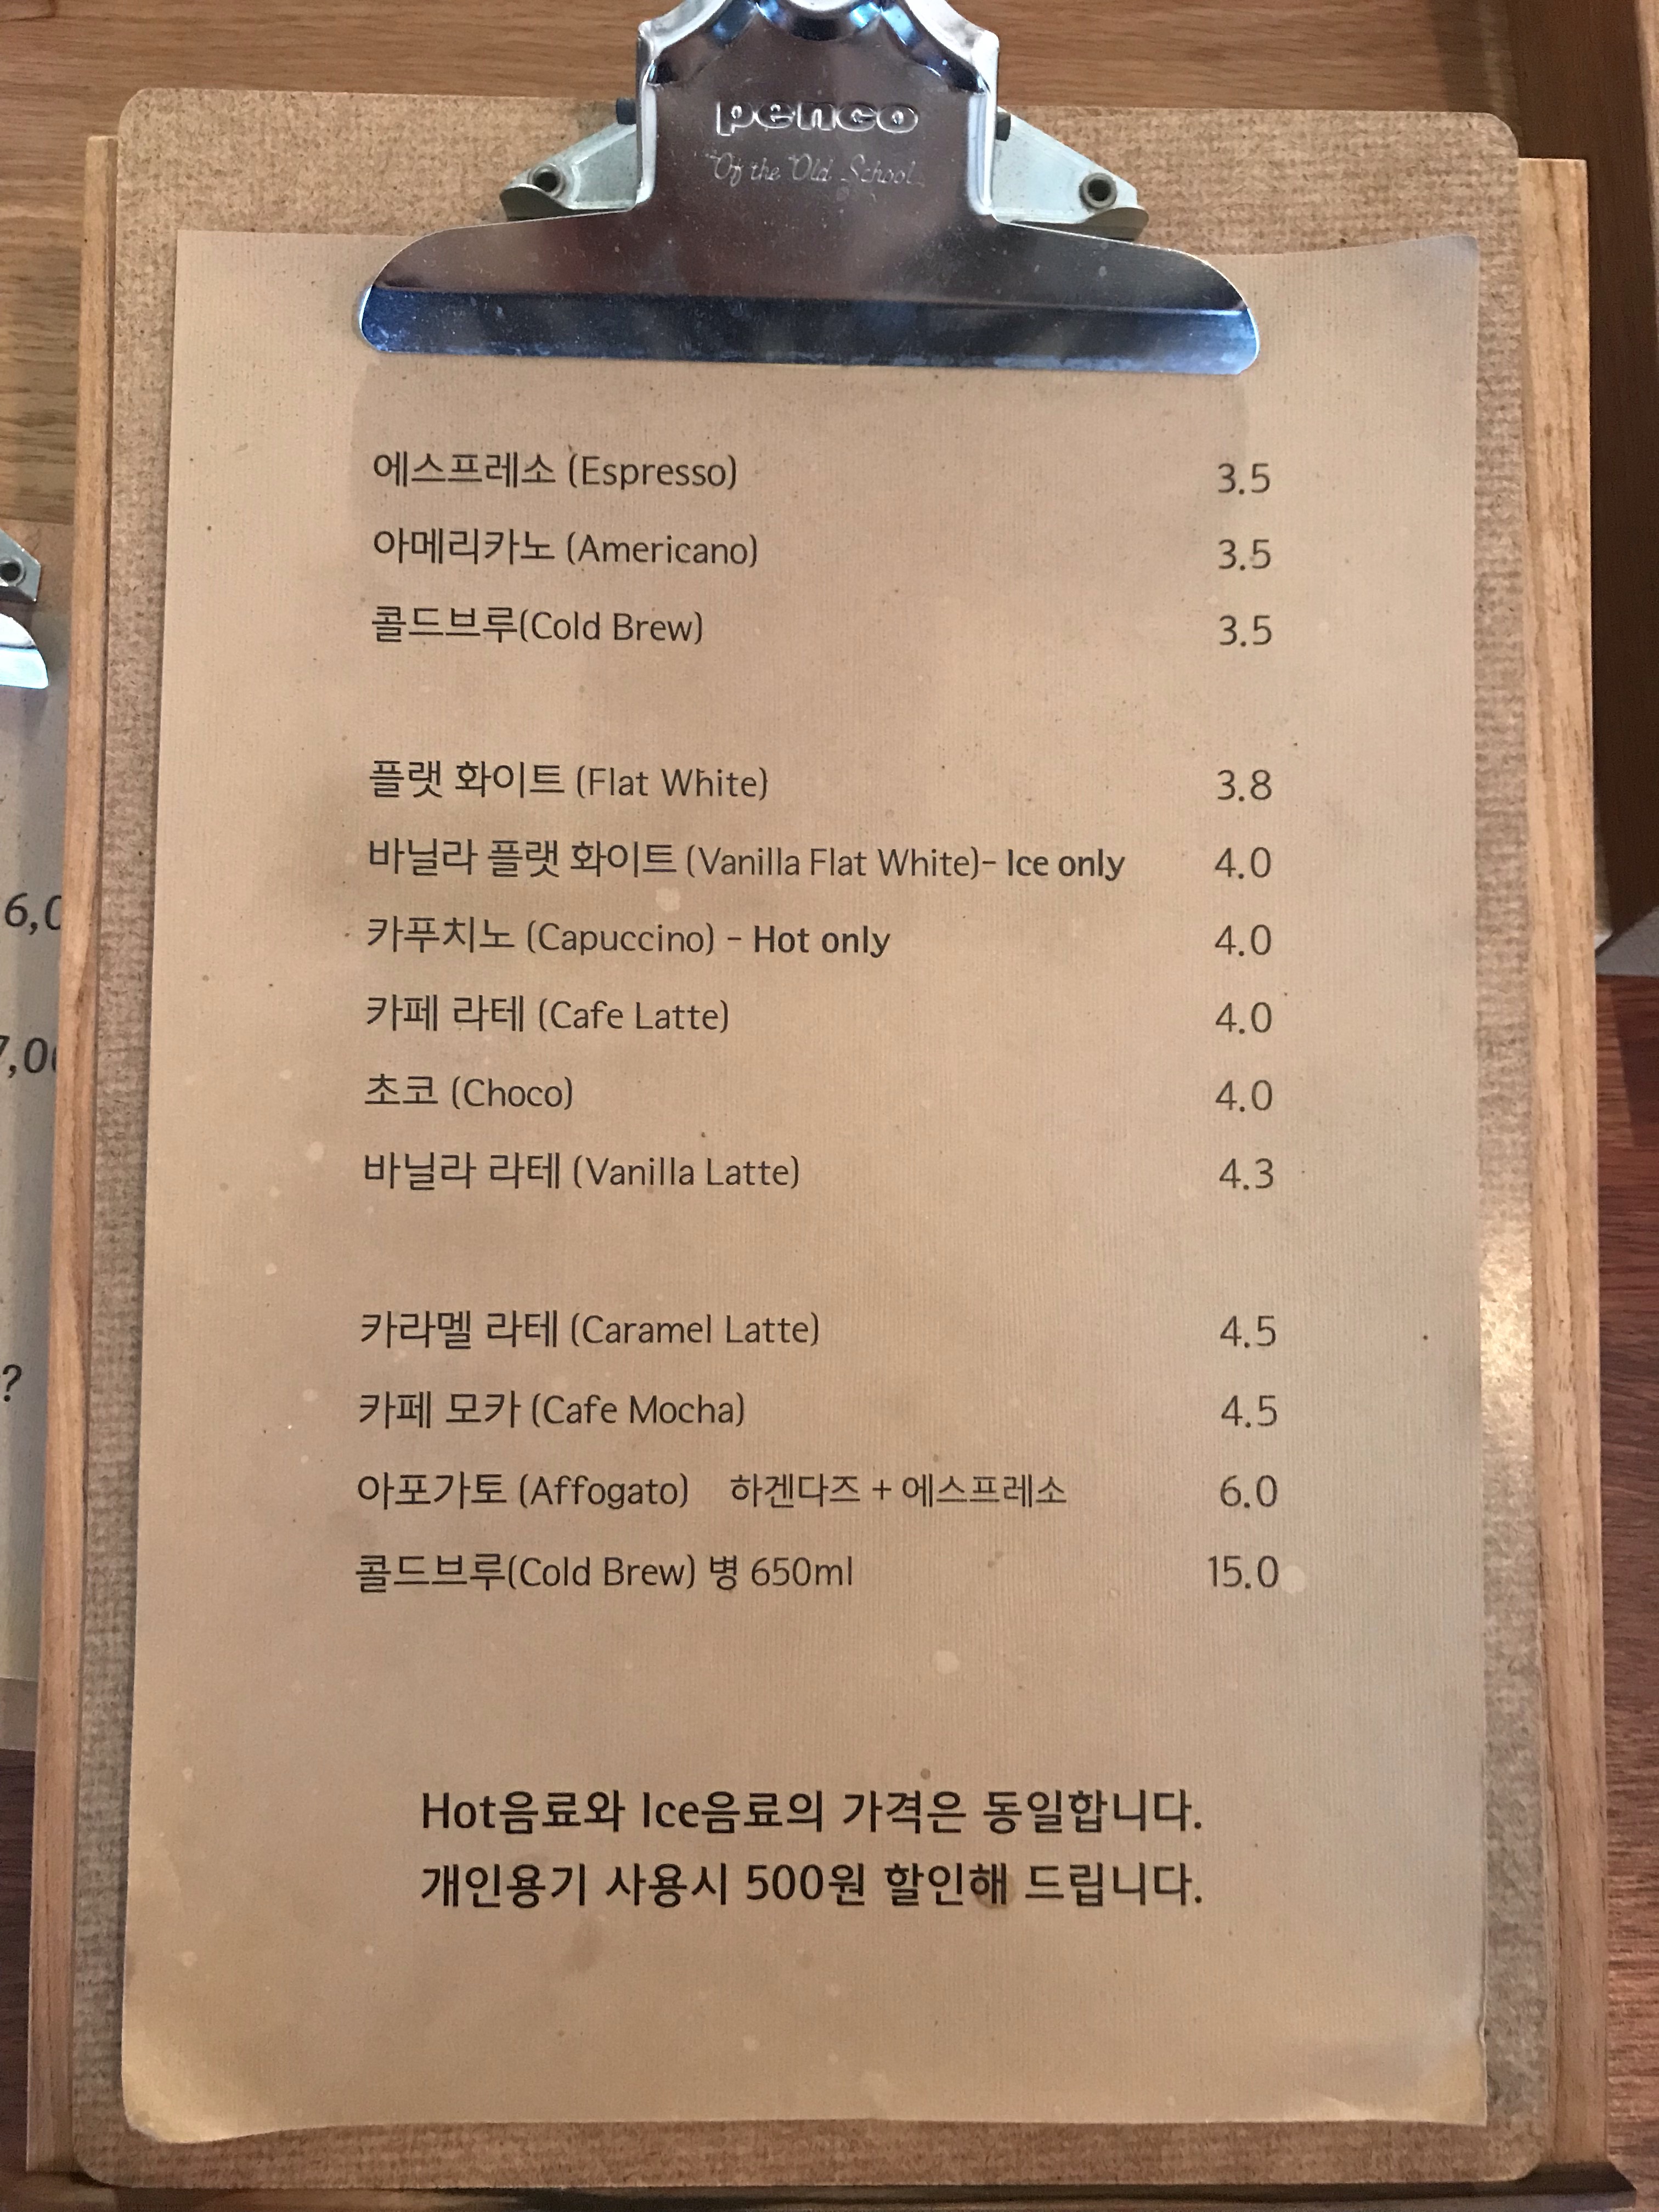 penco
"Of the Old School"
에스프레소 (Espresso) 3.5
아메리카노 (Americano) 3.5
콜드브루(Cold Brew) 3.5
플랫 화이트 (Flat White) 3.8
바닐라 플랫 화이트 (Vanilla Flat White)- Ice only 4.0
카푸치노 (Capuccino) - Hot only 4.0
카페 라테 (Cafe Latte) 4.0
초코 (Choco) 4.0
바닐라 라테 (Vanilla Latte) 4.3
카라멜 라테 (Caramel Latte) 4.5
카페 모카 (Cafe Mocha) 4.5
아포가토 (Affogato) 하겐다즈 + 에스프레소 6.0
콜드브루(Cold Brew) 병 650ml 15.0
Hot음료와 Ice음료의 가격은 동일합니다.
개인용기 사용시 500원 할인해 드립니다.